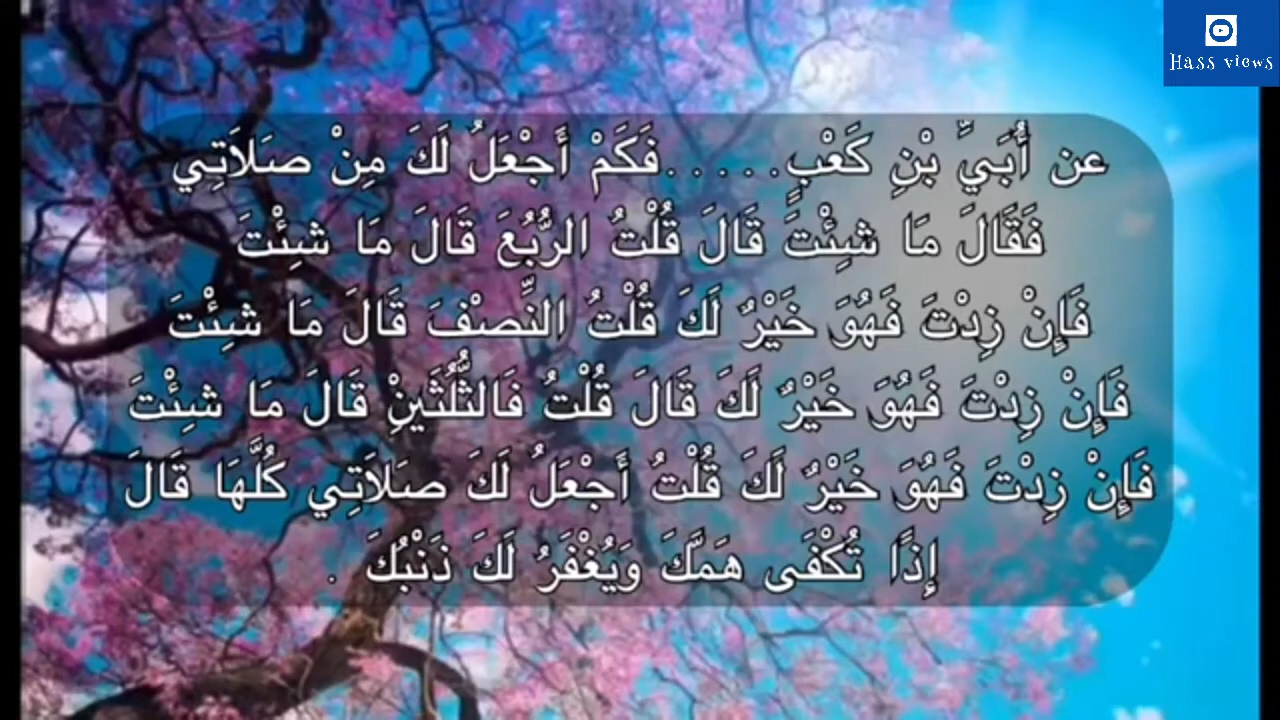 Hass views
عن أُبَيِّ بْنِ كَعْبٍ.....فَكَمْ أَجْعَلُ لَكَ مِنْ صَلاَتِي
فَقَالَ مَا شِئْتَ قَالَ قُلْتُ الرُّبُعَ قَالَ مَا شِئْتَ
فَإِنْ زِدْتَ فَهُوَ خَيْرٌ لَكَ قُلْتُ النِّصْفَ قَالَ مَا شِئْتَ
فَإِنْ زِدْتَ فَهُوَ خَيْرٌ لَكَ قَالَ قُلْتُ فَالثُّلُثَيْنِ قَالَ مَا شِئْتَ
فَإِنْ زِدْتَ فَهُوَ خَيْرٌ لَكَ قُلْتُ أَجْعَلُ لَكَ صَلاَتِي كُلَّهَا قَالَ
إِذًا تُكْفَى هَمَّكَ وَيُغْفَرُ لَكَ ذَنْبُكَ .